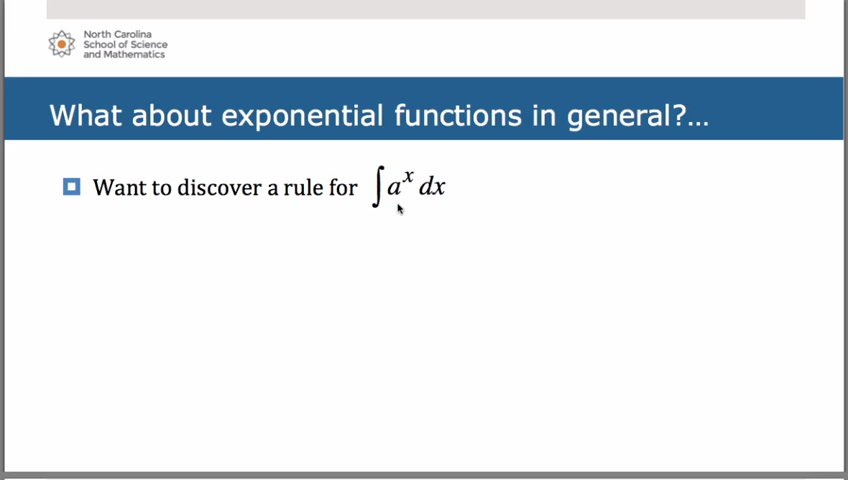 North Carolina
School of Science
and Mathematics
What about exponential functions in general?...
Want to discover a rule for ∫ aˣ dx